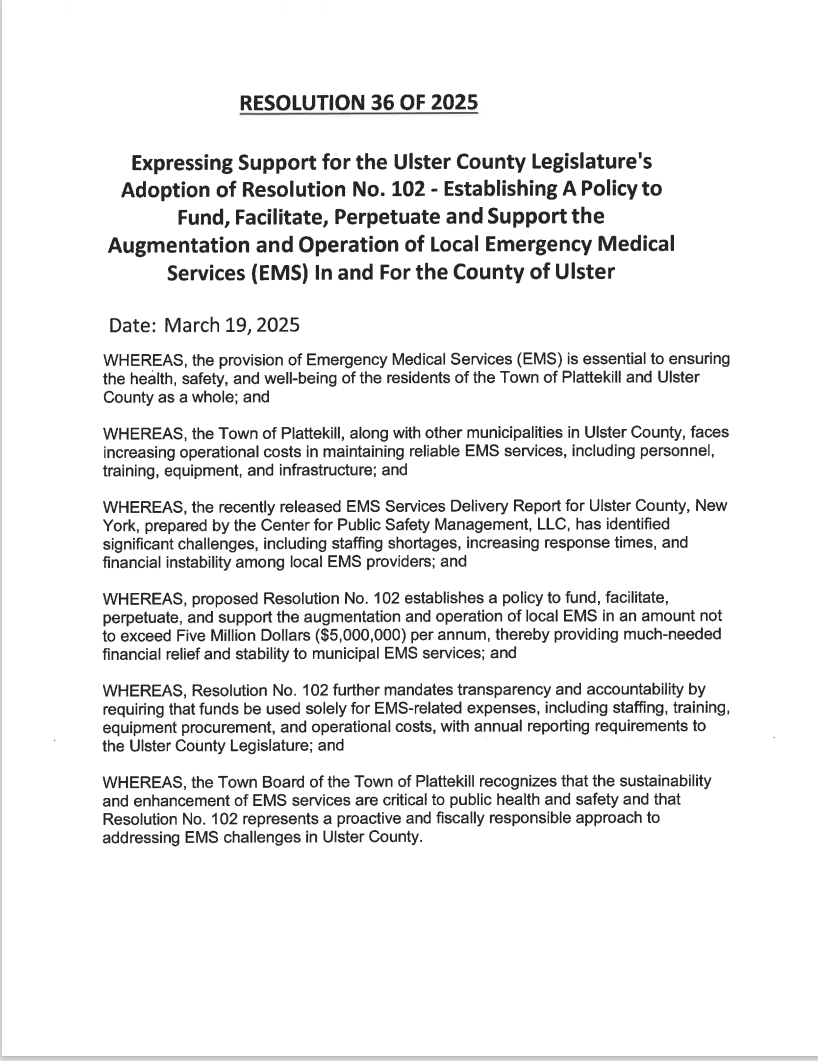 RESOLUTION 36 OF 2025
Expressing Support for the Ulster County Legislature's
Adoption of Resolution No. 102 - Establishing A Policy to
Fund, Facilitate, Perpetuate and Support the
Augmentation and Operation of Local Emergency Medical
Services (EMS) In and For the County of Ulster
Date: March 19, 2025
WHEREAS, the provision of Emergency Medical Services (EMS) is essential to ensuring
the health, safety, and well-being of the residents of the Town of Plattekill and Ulster
County as a whole; and
WHEREAS, the Town of Plattekill, along with other municipalities in Ulster County, faces
increasing operational costs in maintaining reliable EMS services, including personnel,
training, equipment, and infrastructure; and
WHEREAS, the recently released EMS Services Delivery Report for Ulster County, New
York, prepared by the Center for Public Safety Management, LLC, has identified
significant challenges, including staffing shortages, increasing response times, and
financial instability among local EMS providers; and
WHEREAS, proposed Resolution No. 102 establishes a policy to fund, facilitate,
perpetuate, and support the augmentation and operation of local EMS in an amount not
to exceed Five Million Dollars ($5,000,000) per annum, thereby providing much-needed
financial relief and stability to municipal EMS services; and
WHEREAS, Resolution No. 102 further mandates transparency and accountability by
requiring that funds be used solely for EMS-related expenses, including staffing, training,
equipment procurement, and operational costs, with annual reporting requirements to
the Ulster County Legislature; and
WHEREAS, the Town Board of the Town of Plattekill recognizes that the sustainability
and enhancement of EMS services are critical to public health and safety and that
Resolution No. 102 represents a proactive and fiscally responsible approach to
addressing EMS challenges in Ulster County.